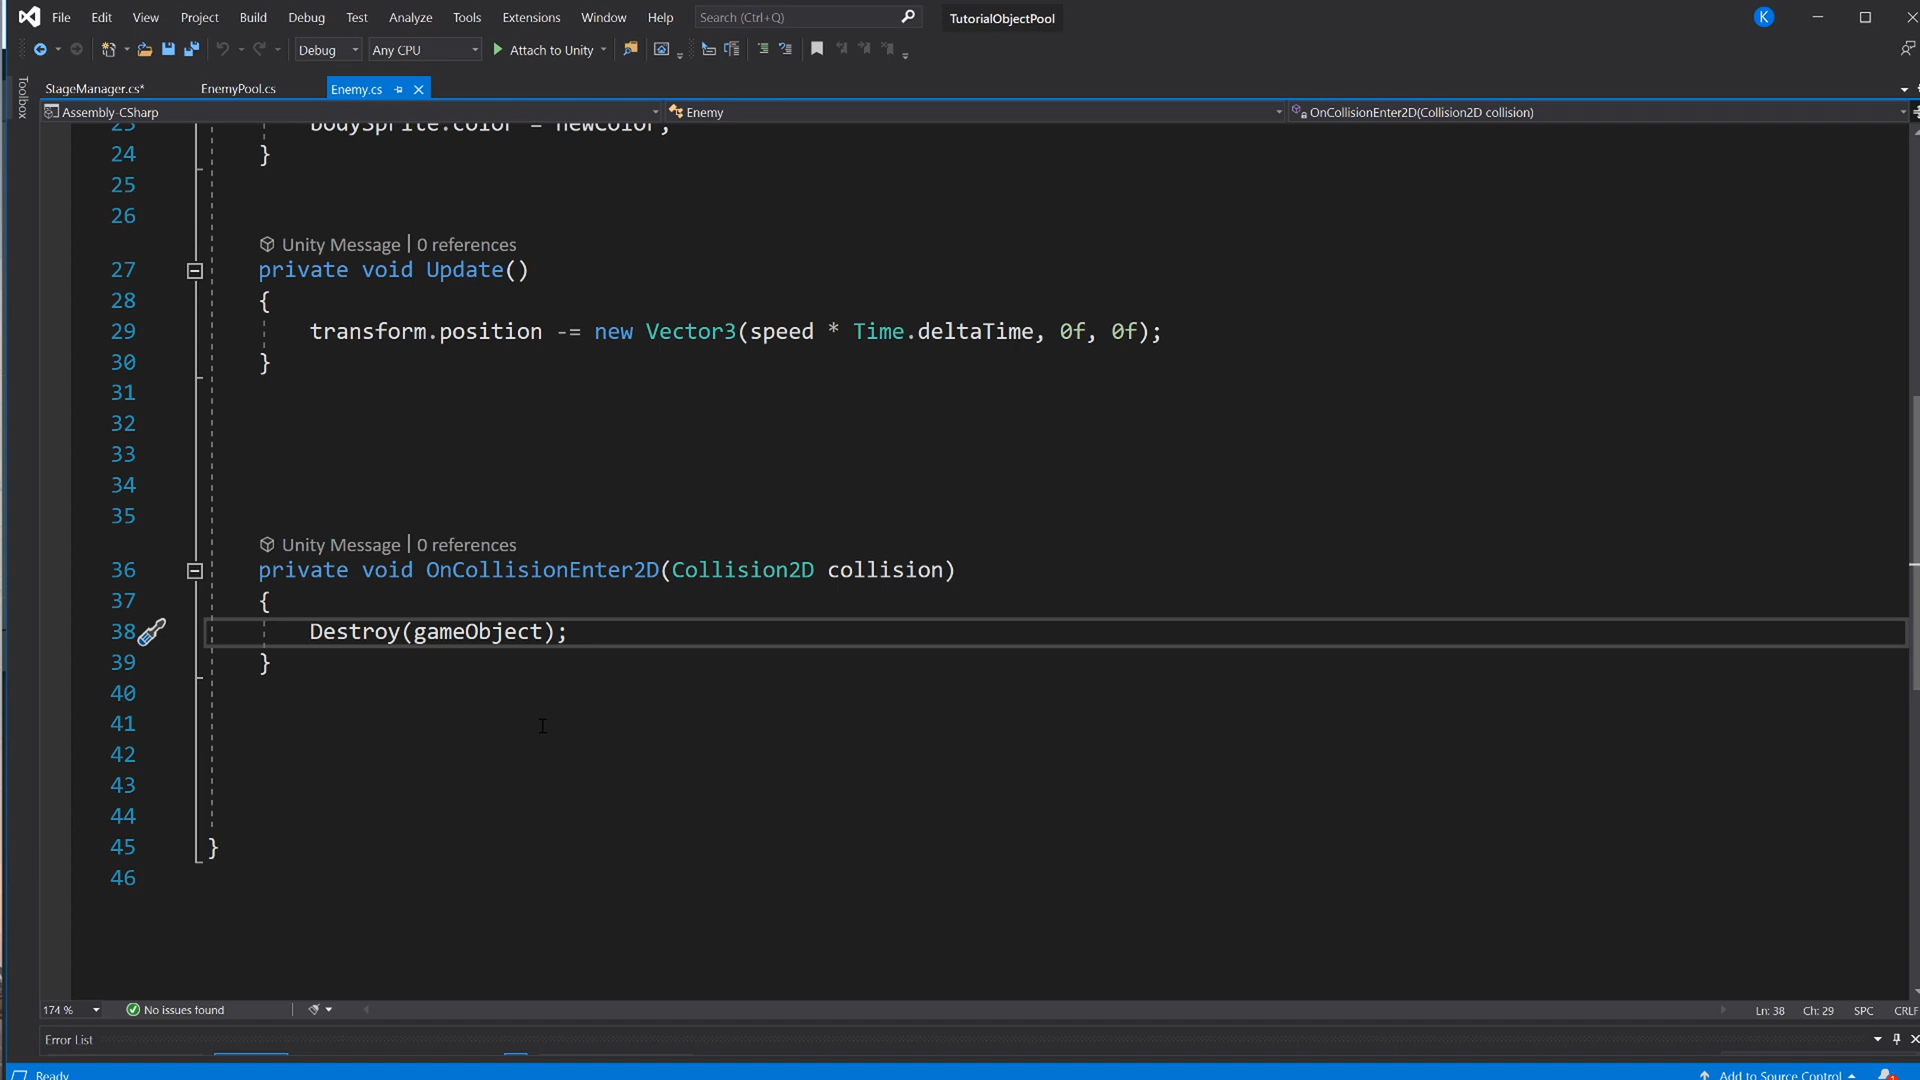 File Edit View Project Build Debug Test Analyze Tools Extensions Window Help Search (Ctrl+Q) TutorialObjectPool K
Debug Any CPU Attach to Unity
Toolbox
StageManager.cs* EnemyPool.cs Enemy.cs
Assembly-CSharp Enemy OnCollisionEnter2D(Collision2D collision)
23 bodySprite.color = newColor;
24 }
25
26
Unity Message | 0 references
27 private void Update()
28 {
29 transform.position -= new Vector3(speed * Time.deltaTime, 0f, 0f);
30 }
31
32
33
34
35
Unity Message | 0 references
36 private void OnCollisionEnter2D(Collision2D collision)
37 {
38 Destroy(gameObject);
39 }
40
41
42
43
44
45 }
46
174 % No issues found Ln: 38 Ch: 29 SPC CRLF
Error List
Ready Add to Source Control